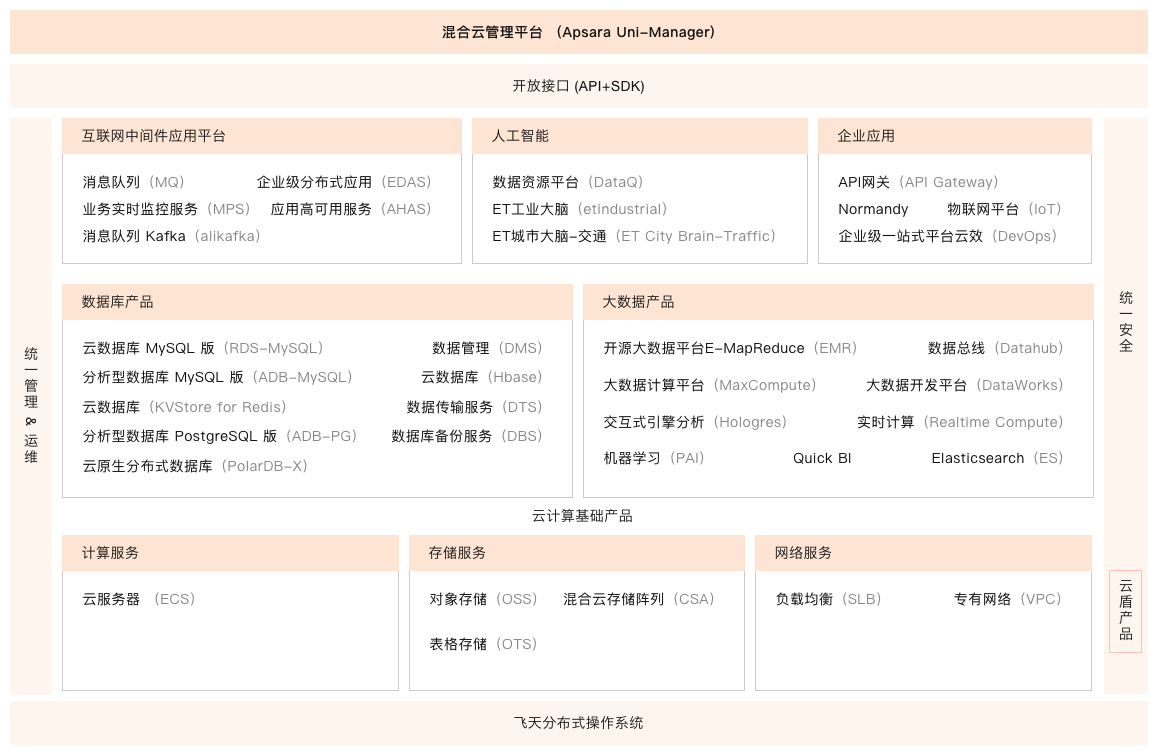 混合云管理平台 （Apsara Uni-Manager）
开放接口 (API+SDK)
统一管理 & 运维
互联网中间件应用平台
消息队列（MQ） 企业级分布式应用（EDAS）
业务实时监控服务（MPS） 应用高可用服务（AHAS）
消息队列 Kafka（alikafka）
人工智能
数据资源平台（DataQ）
ET工业大脑（etindustrial）
ET城市大脑-交通（ET City Brain-Traffic）
企业应用
API网关（API Gateway）
Normandy 物联网平台（IoT）
企业级一站式平台云效（DevOps）
数据库产品
云数据库 MySQL 版（RDS-MySQL） 数据管理（DMS）
分析型数据库 MySQL 版（ADB-MySQL） 云数据库（Hbase）
云数据库（KVStore for Redis） 数据传输服务（DTS）
分析型数据库 PostgreSQL 版（ADB-PG） 数据库备份服务（DBS）
云原生分布式数据库（PolarDB-X）
大数据产品
开源大数据平台E-MapReduce（EMR） 数据总线（Datahub）
大数据计算平台（MaxCompute） 大数据开发平台（DataWorks）
交互式引擎分析（Hologres） 实时计算（Realtime Compute）
机器学习（PAI） Quick BI Elasticsearch（ES）
云计算基础产品
计算服务
云服务器 （ECS）
存储服务
对象存储（OSS） 混合云存储阵列（CSA）
表格存储（OTS）
网络服务
负载均衡（SLB） 专有网络（VPC）
统一安全
云盾产品
飞天分布式操作系统